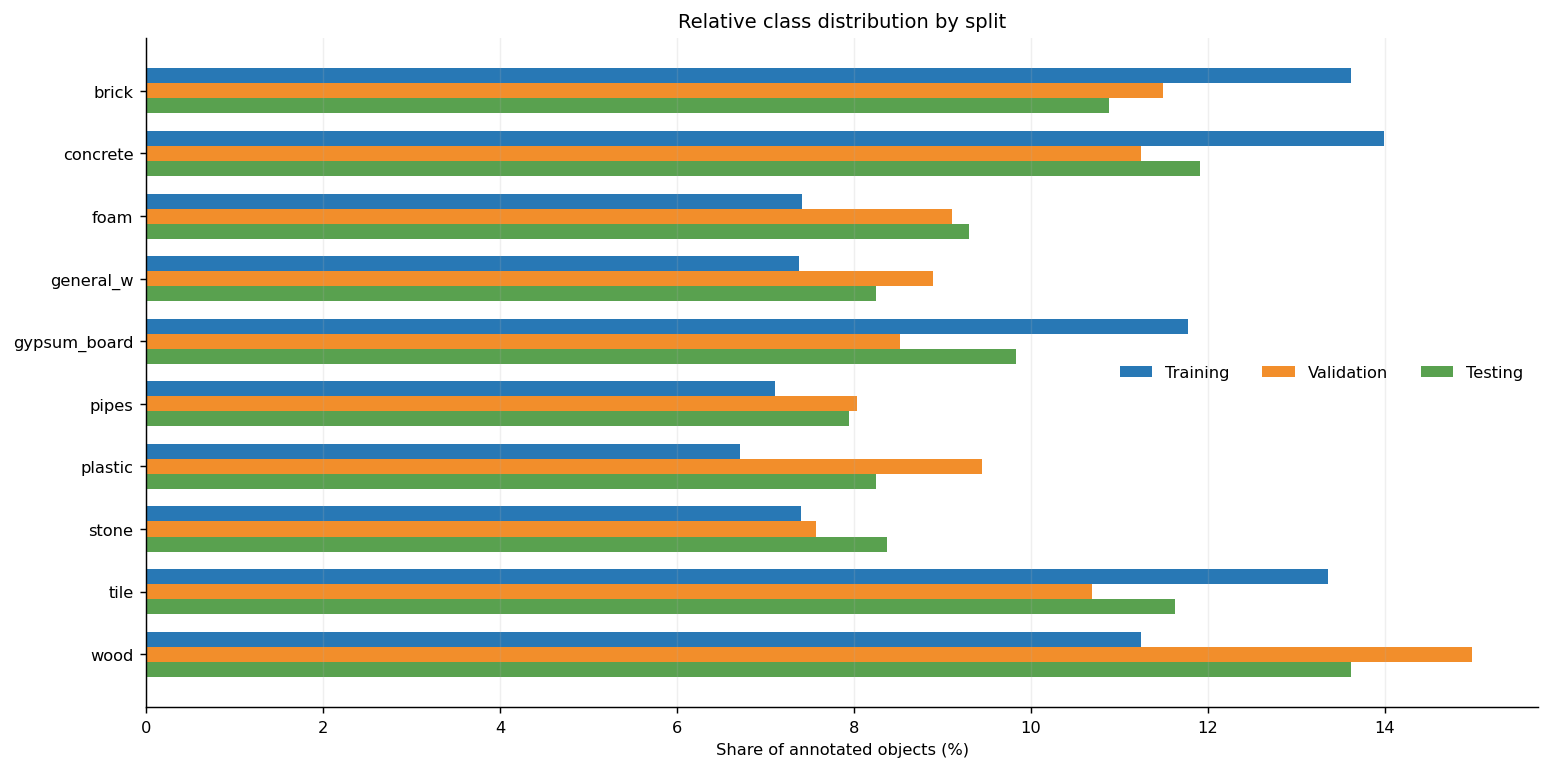 Relative class distribution by split
brick
concrete
foam
general_w
gypsum_board
Training Validation Testing
pipes
plastic
stone
tile
wood
0 2 4 6 8 10 12 14
Share of annotated objects (%)